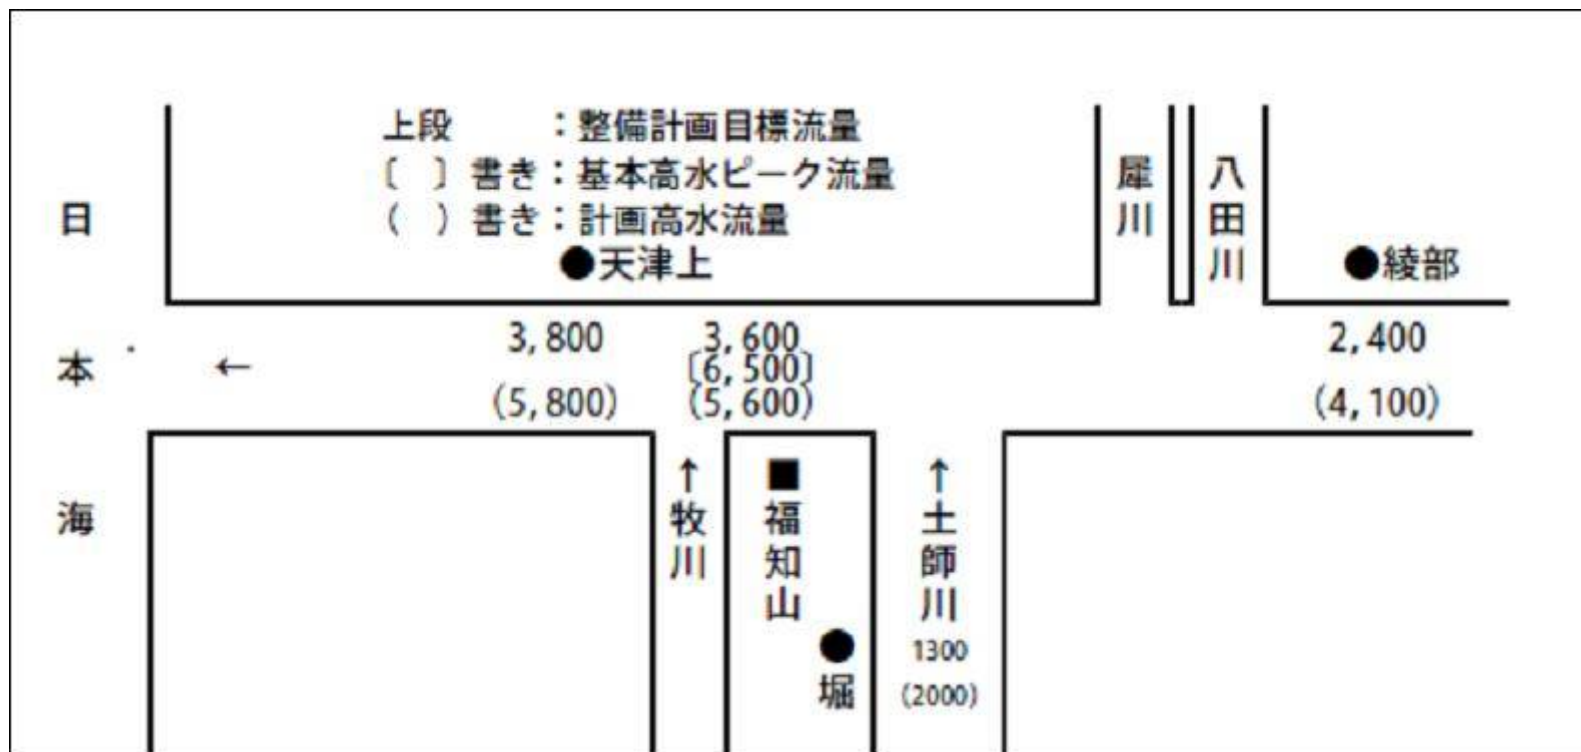 上段 :整備計画目標流量
〔 〕書き:基本高水ピーク流量
( )書き:計画高水流量
●天津上
犀川
八田川
●綾部
日本海
←
3,800
(5,800)
3,600
〔6,500〕
(5,600)
2,400
(4,100)
↑牧川
■福知山
●堀
↑土師川
1300
(2000)